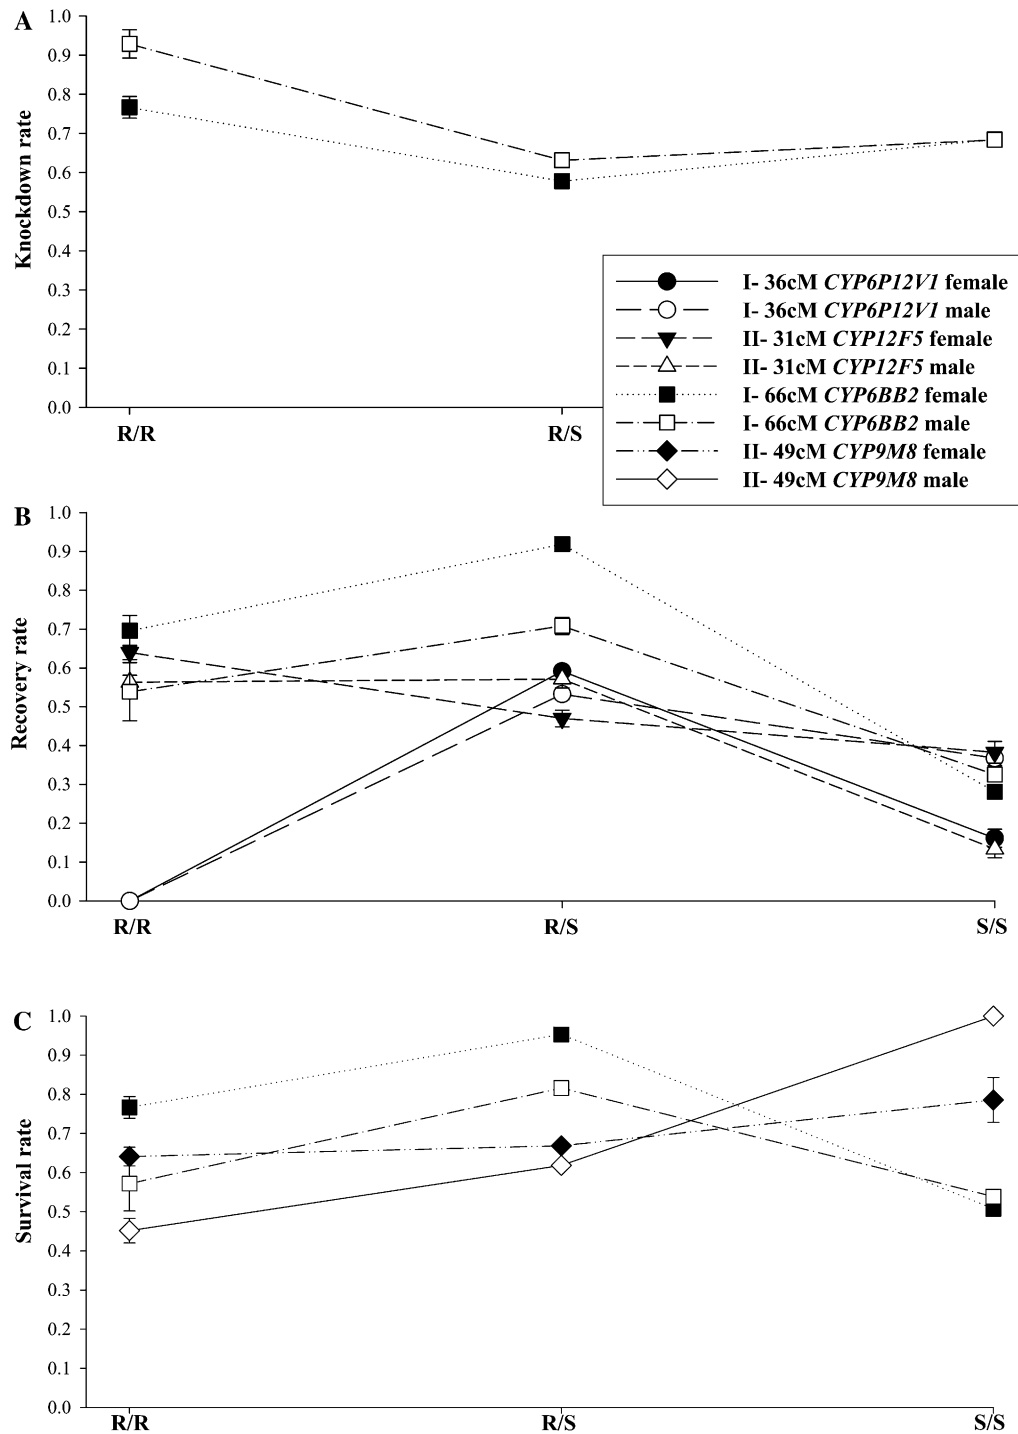 A
1.0
0.9
0.8
0.7
0.6
0.5
0.4
0.3
0.2
0.1
0.0
Knockdown rate
R/R
R/S
I- 36cM CYP6P12V1 female
I- 36cM CYP6P12V1 male
II- 31cM CYP12F5 female
II- 31cM CYP12F5 male
I- 66cM CYP6BB2 female
I- 66cM CYP6BB2 male
II- 49cM CYP9M8 female
II- 49cM CYP9M8 male
B
1.0
0.9
0.8
0.7
0.6
0.5
0.4
0.3
0.2
0.1
0.0
Recovery rate
R/R
R/S
S/S
C
1.0
0.9
0.8
0.7
0.6
0.5
0.4
0.3
0.2
0.1
0.0
Survival rate
R/R
R/S
S/S